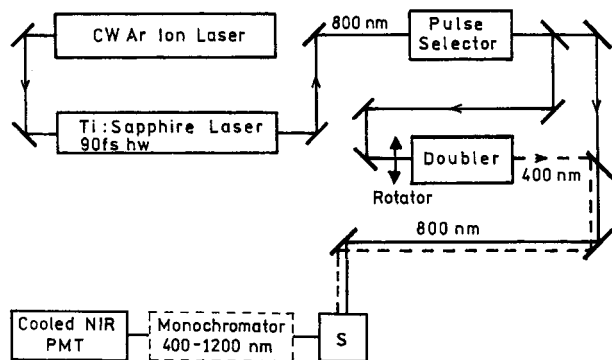 CW Ar Ion Laser
800 nm
Pulse
Selector
Ti:Sapphire Laser
90fs hw
Doubler
400 nm
Rotator
800 nm
Cooled NIR
PMT
Monochromator
400-1200 nm
S